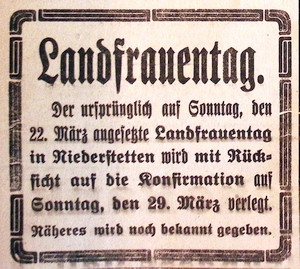 Landfrauentag.
Der ursprünglich auf Sonntag, den
22. März angesetzte Landfrauentag
in Niederstetten wird mit Rück-
sicht auf die Konfirmation auf
Sonntag, den 29. März verlegt.
Näheres wird noch bekannt gegeben.